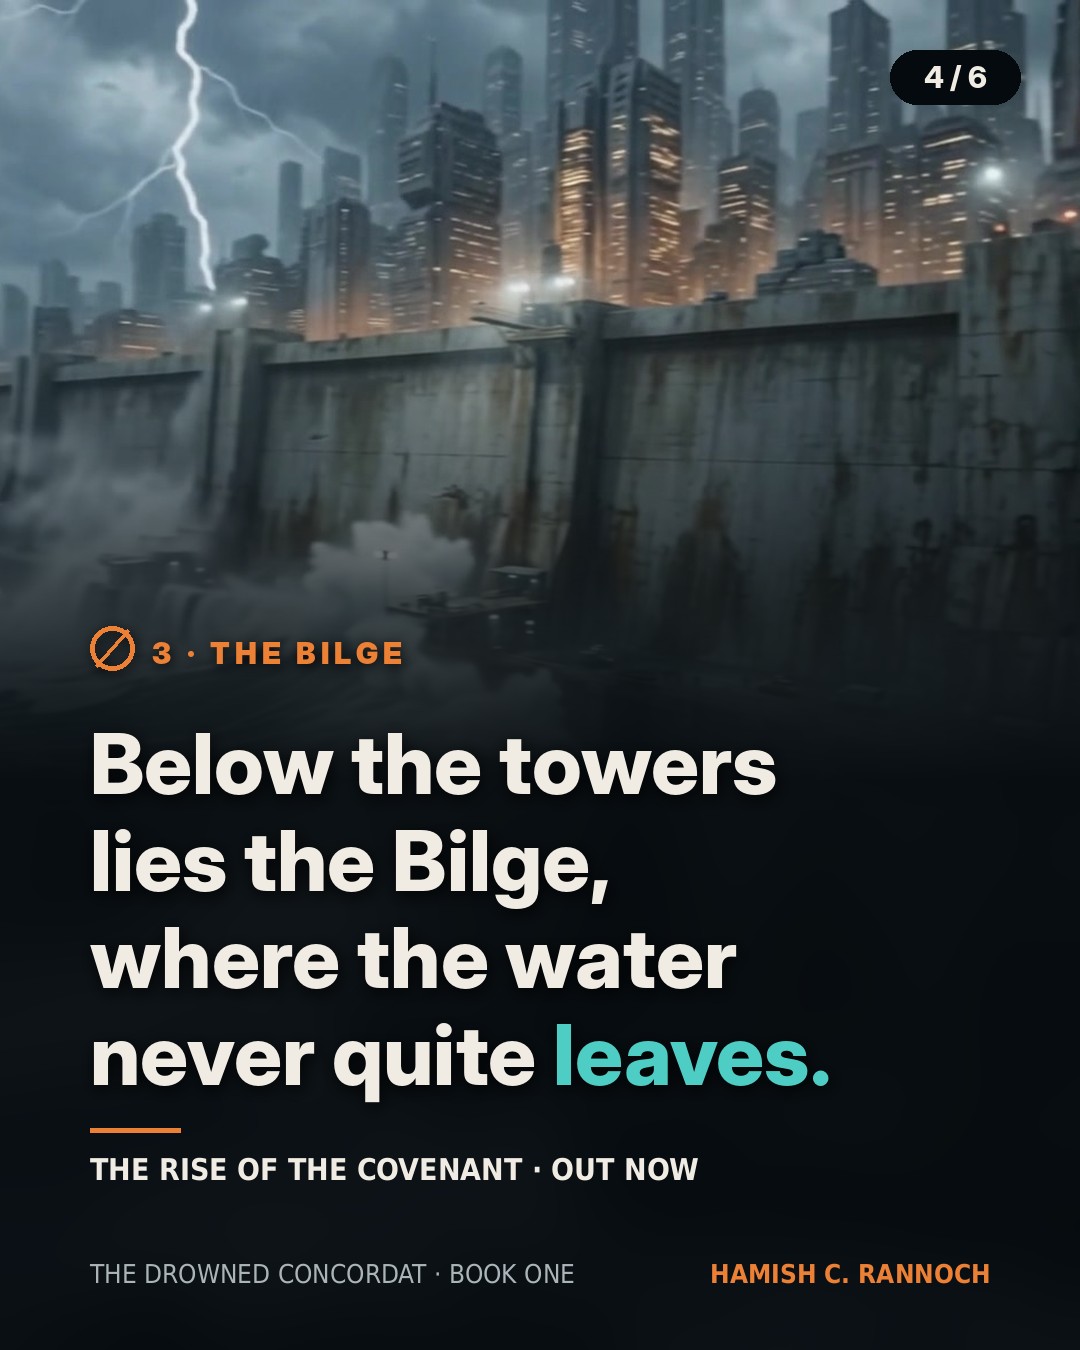 4/6
3 · THE BILGE
Below the towers
lies the Bilge,
where the water
never quite leaves.
THE RISE OF THE COVENANT · OUT NOW
THE DROWNED CONCORDAT · BOOK ONE
HAMISH C. RANNOCH